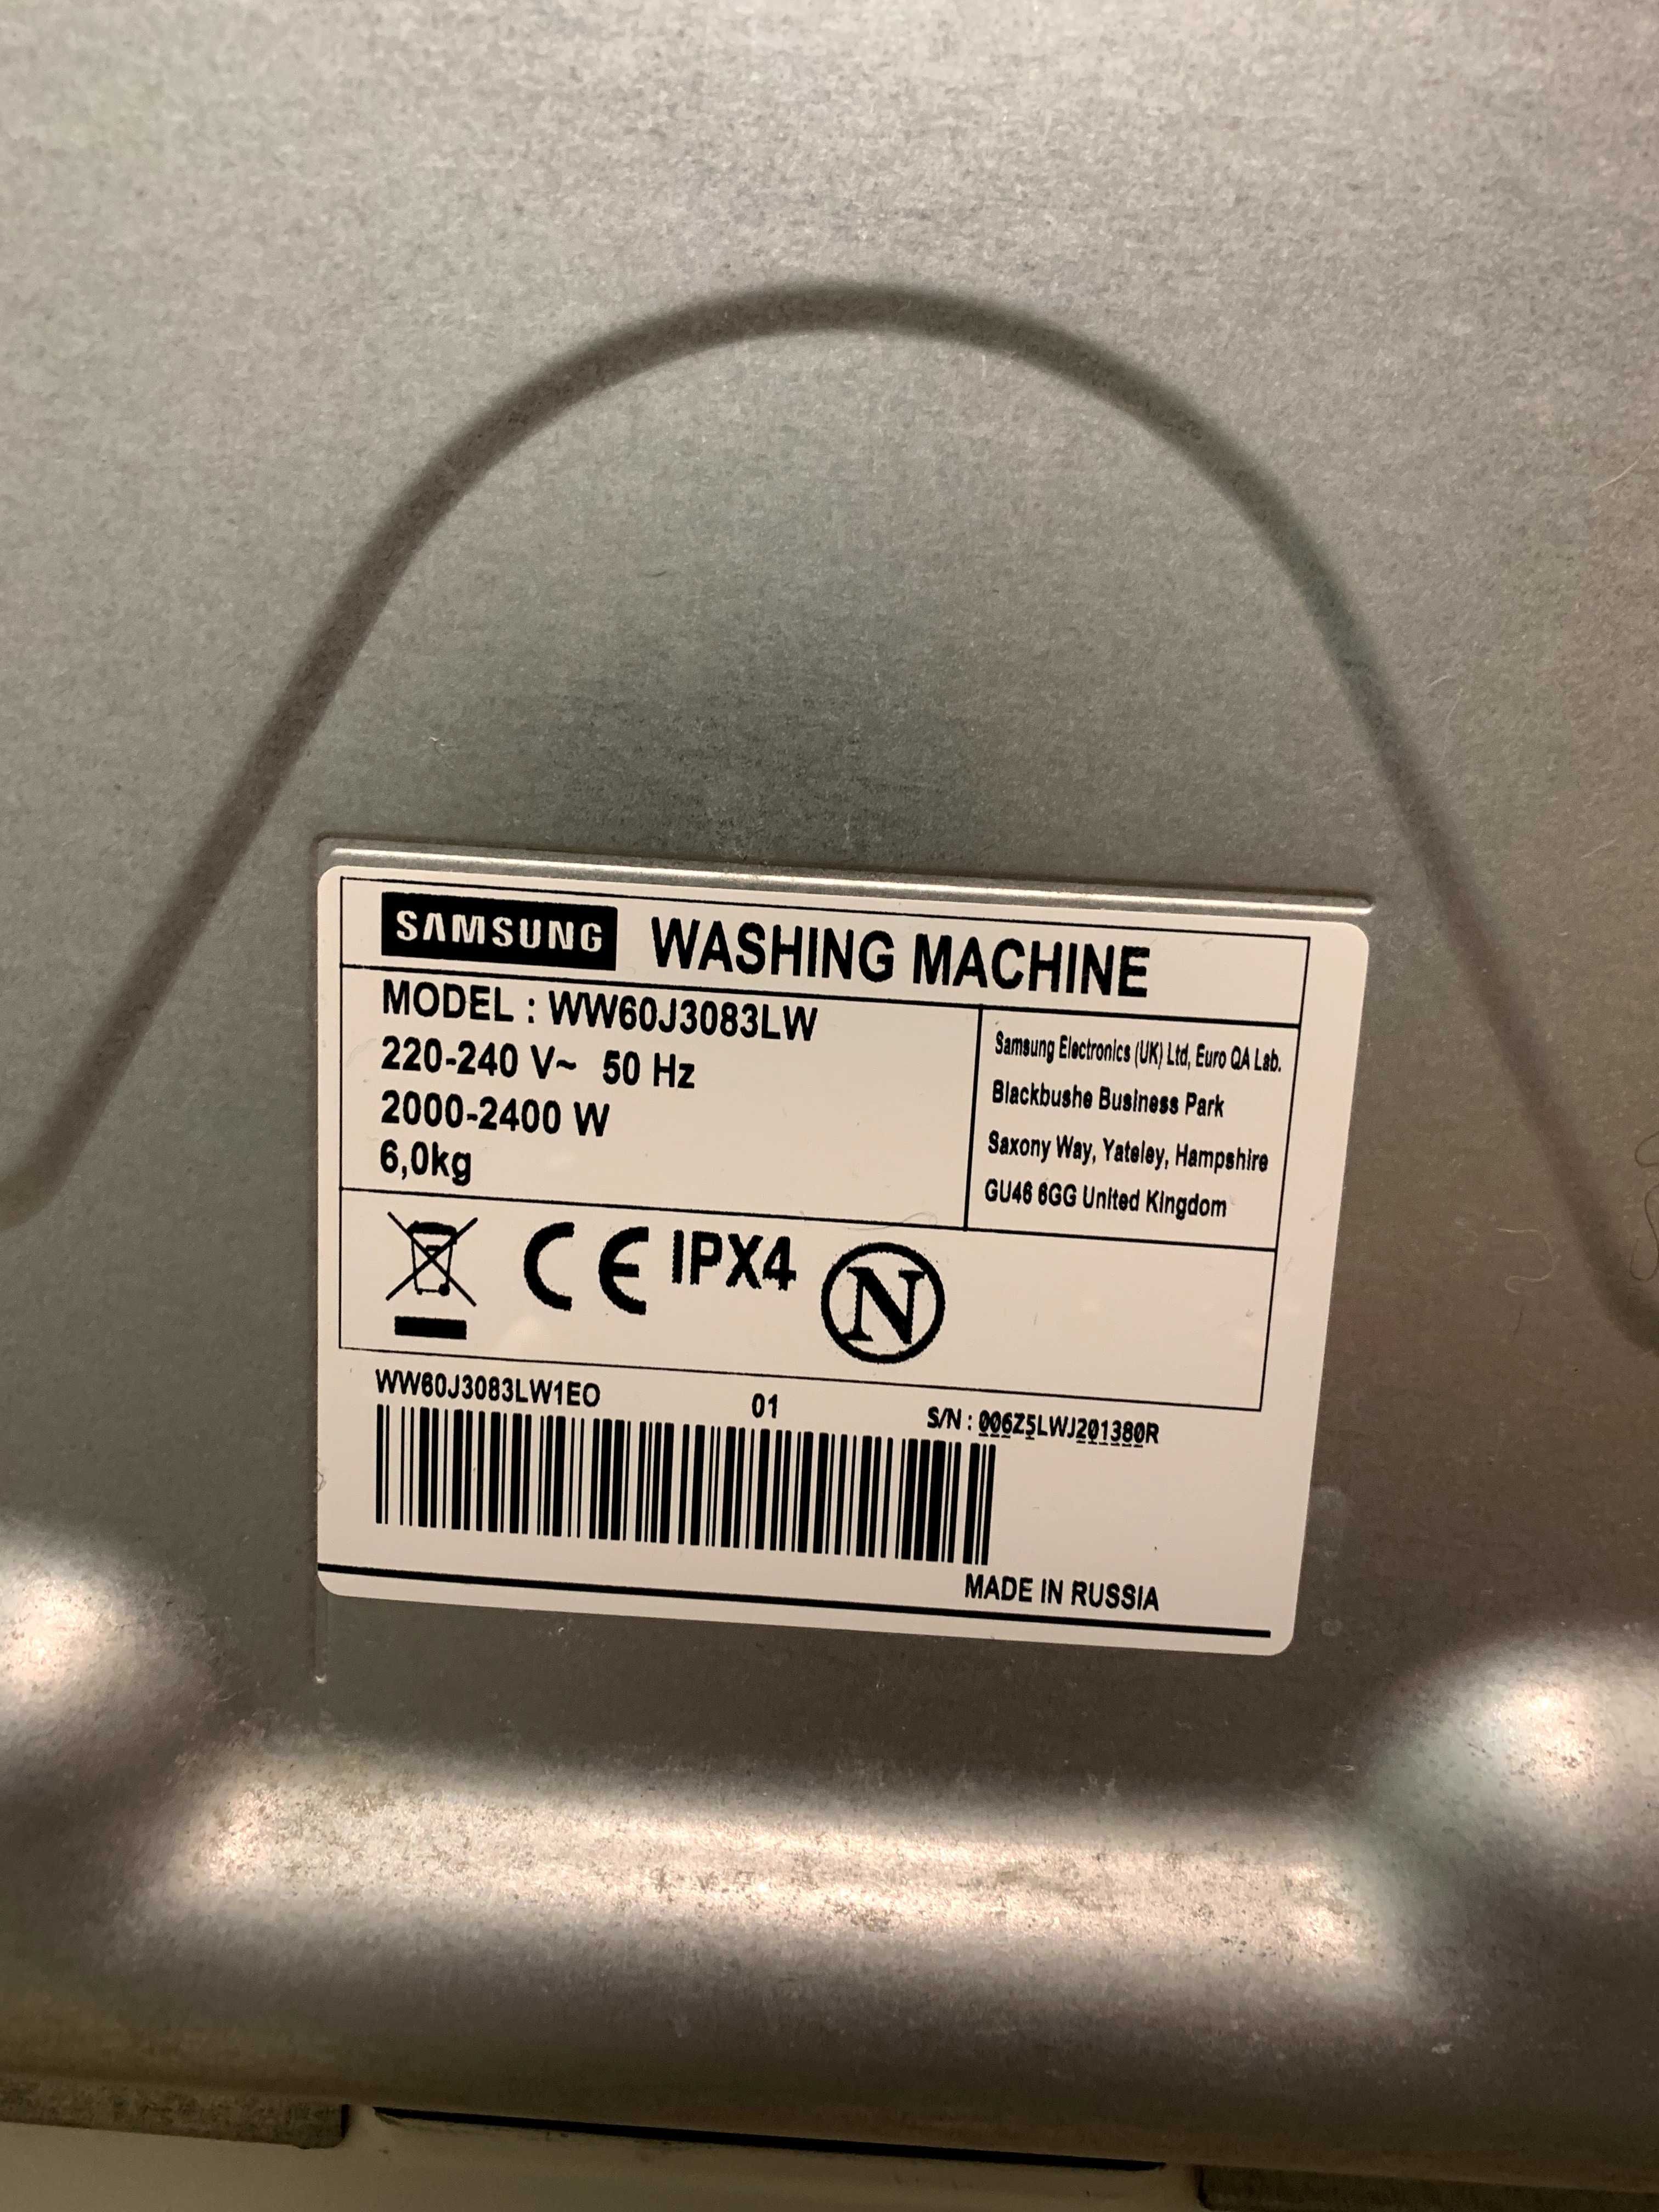 SAMSUNG WASHING MACHINE
MODEL : WW60J3083LW
220-240 V~ 50 Hz
2000-2400 W
6,0kg
Samsung Electronics (UK) Ltd, Euro QA Lab.
Blackbushe Business Park
Saxony Way, Yateley, Hampshire
GU46 6GG United Kingdom
CE IPX4 N
WW60J3083LW1EO 01 S/N : 006Z5LWJ201380R
MADE IN RUSSIA